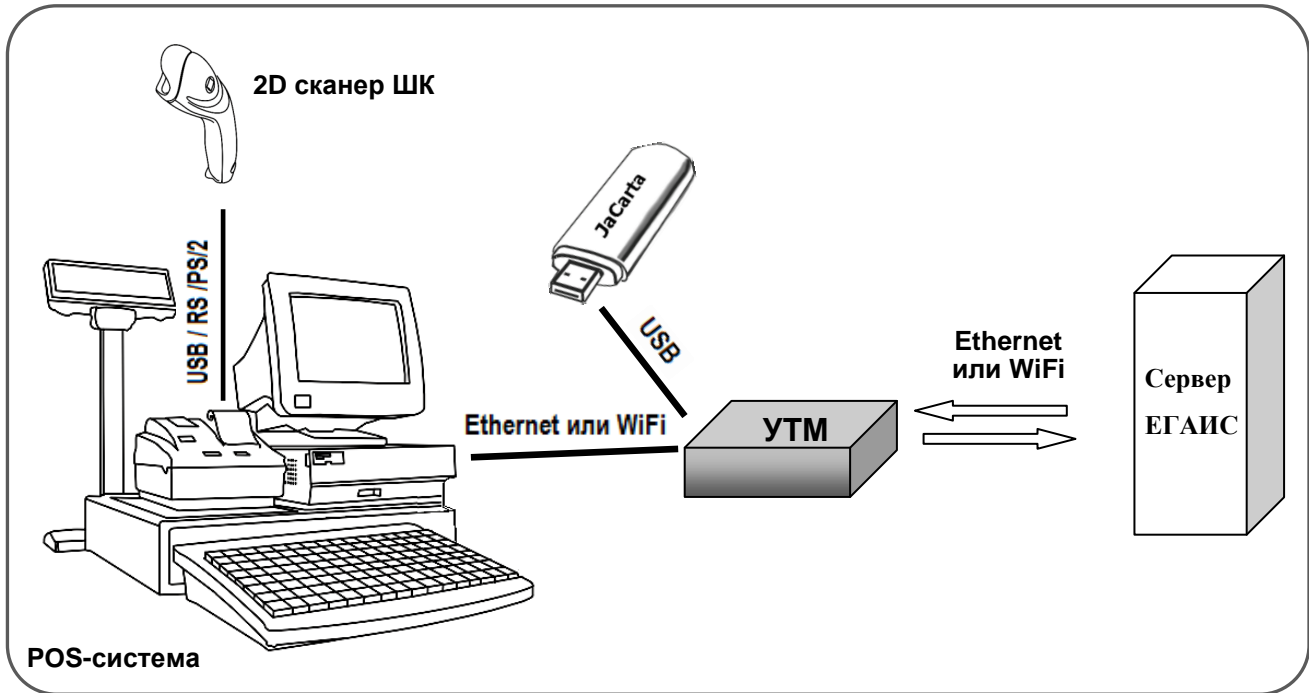 2D сканер ШК
JaCarta
USB / RS /PS/2
USB
Ethernet
или WiFi
Сервер
ЕГАИС
Ethernet или WiFi
УТМ
POS-система